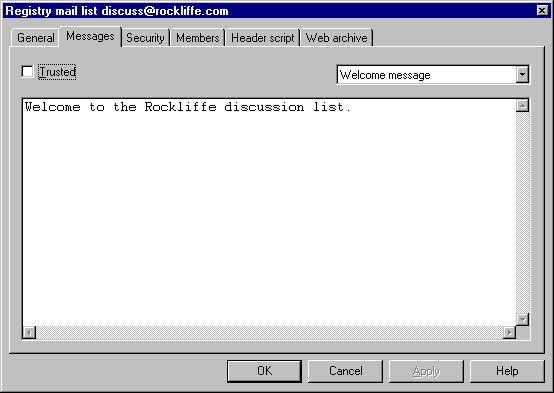 Registry mail list discuss@rockliffe.com
General Messages Security Members Header script Web archive
Trusted Welcome message
Welcome to the Rockliffe discussion list.
OK Cancel Apply Help